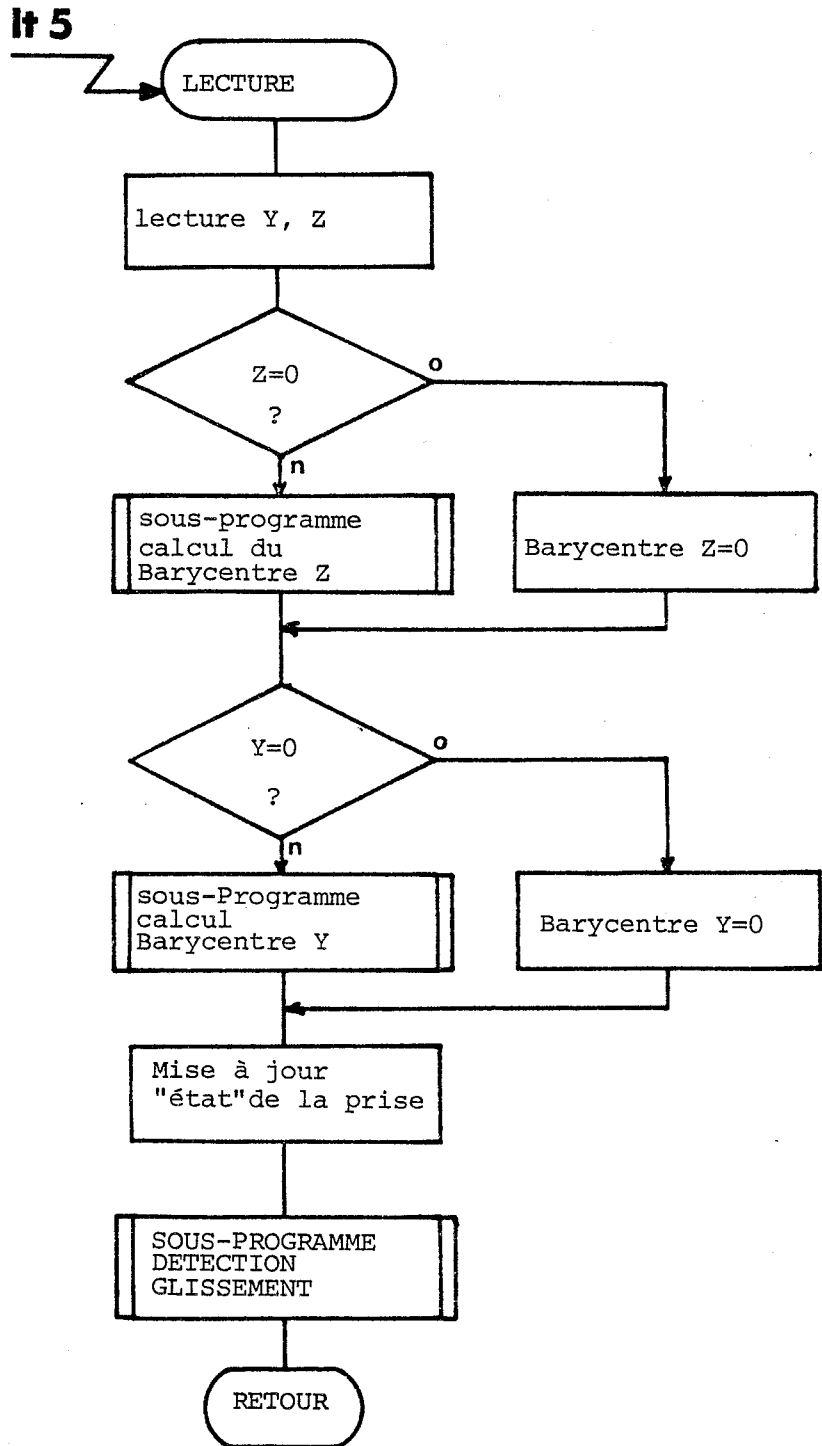 It 5
LECTURE
lecture Y, Z
Z=0
?
o
n
sous-programme
calcul du
Barycentre Z
Barycentre Z=0
Y=0
?
o
n
sous-Programme
calcul
Barycentre Y
Barycentre Y=0
Mise à jour
"état"de la prise
SOUS-PROGRAMME
DETECTION
GLISSEMENT
RETOUR